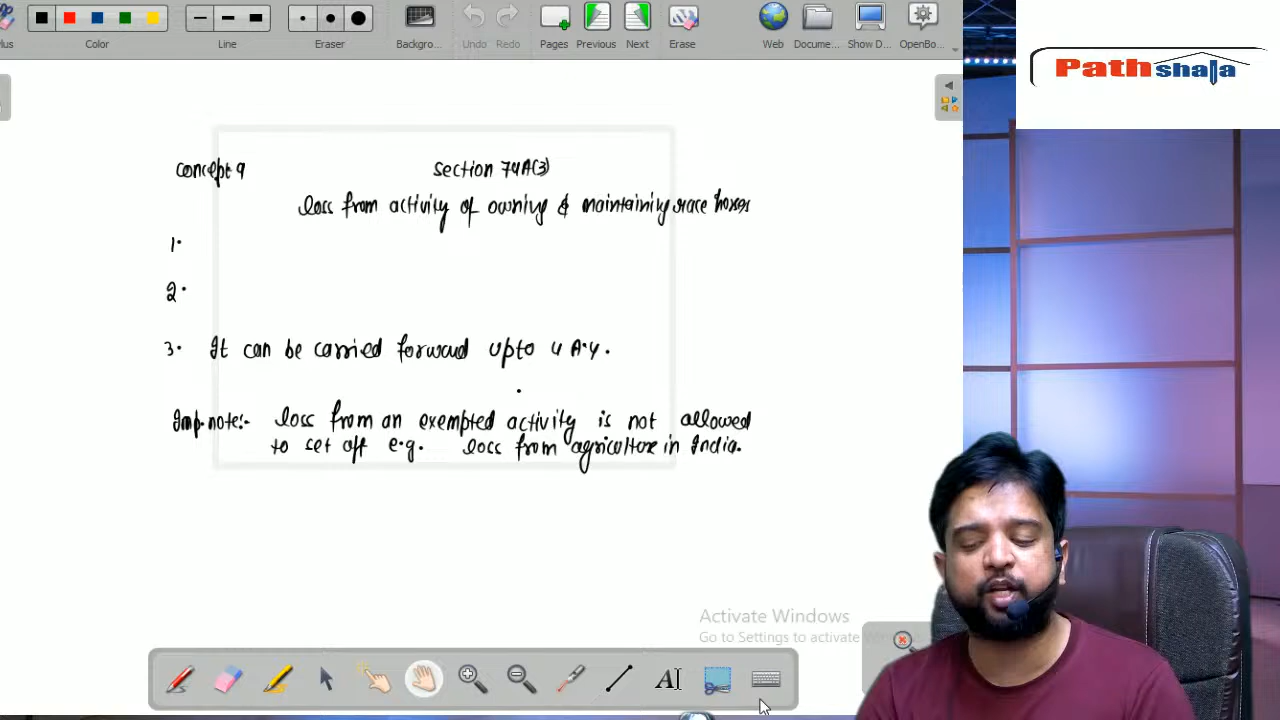 Color
Line
Eraser
Backgro...
Undo
Redo
Pages
Previous
Next
Erase
Web
Docume...
Show D...
OpenBo...
Pathshala
concept 9
Section 74A(3)
loss from activity of owning & maintaining race horses
1.
2.
3. It can be carried forward upto 4 A.Y.
Imp. note:- loss from an exempted activity is not allowed
to set off e.g. loss from agriculture in India.
Activate Windows
Go to Settings to activate